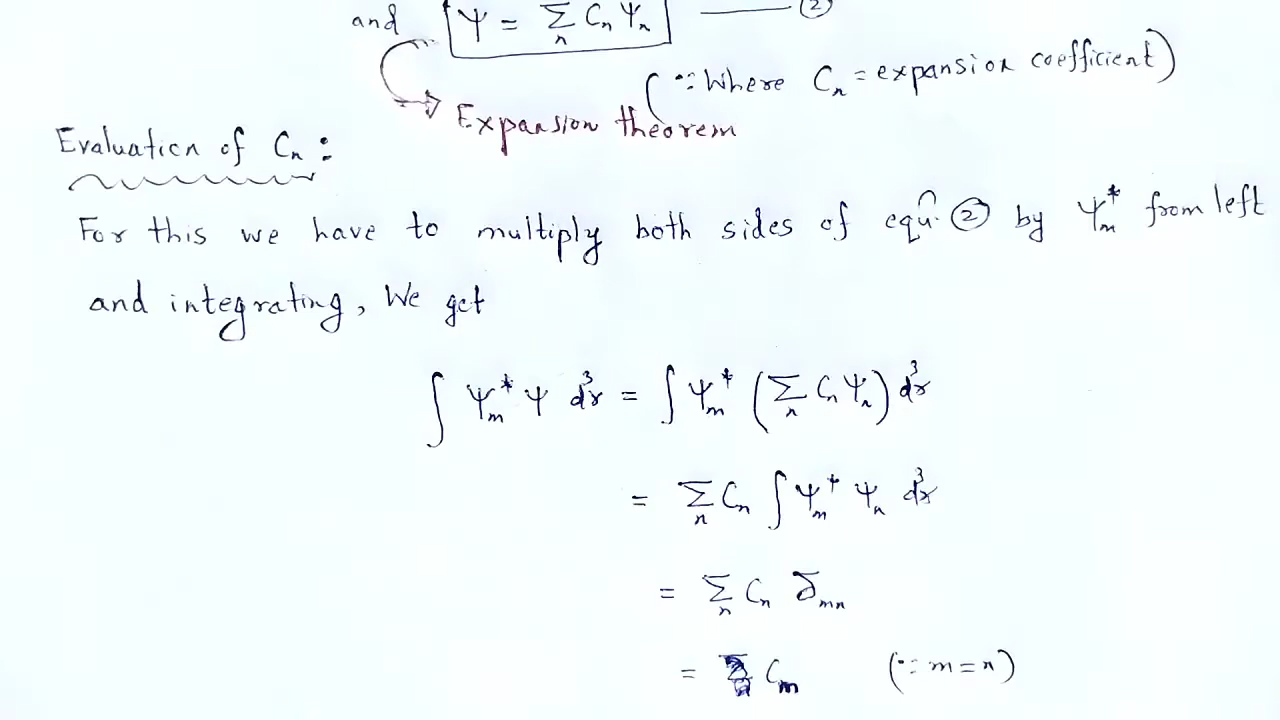 and Ψ = Σ_n C_n Ψ_n ——— ②
(∵ Where C_n = expansion coefficient)
Expansion theorem
Evaluation of C_n :
For this we have to multiply both sides of equn. ② by Ψ_m^* from left
and integrating, We get
∫ Ψ_m^* Ψ d³r = ∫ Ψ_m^* (Σ_n C_n Ψ_n) d³r
= Σ_n C_n ∫ Ψ_m^* Ψ_n d³r
= Σ_n C_n δ_mn
= C_m (∵ m = n)